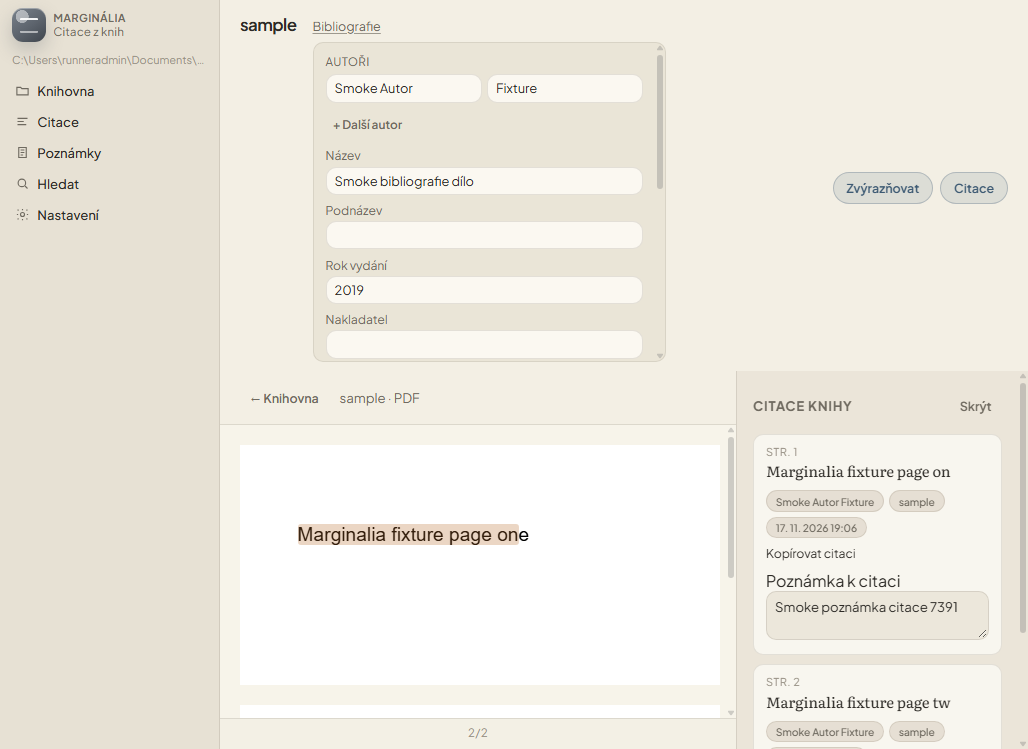 MARGINÁLIA
Citace z knih
C:\Users\runneradmin\Documents\...
Knihovna
Citace
Poznámky
Hledat
Nastavení
sample Bibliografie
AUTOŘI
Smoke Autor Fixture
+ Další autor
Název
Smoke bibliografie dílo
Podnázev
Rok vydání
2019
Nakladatel
Zvýrazňovat Citace
← Knihovna sample · PDF
Marginalia fixture page one
2/2
CITACE KNIHY Skrýt
STR. 1
Marginalia fixture page on
Smoke Autor Fixture sample
17. 11. 2026 19:06
Kopírovat citaci
Poznámka k citaci
Smoke poznámka citace 7391
STR. 2
Marginalia fixture page tw
Smoke Autor Fixture sample